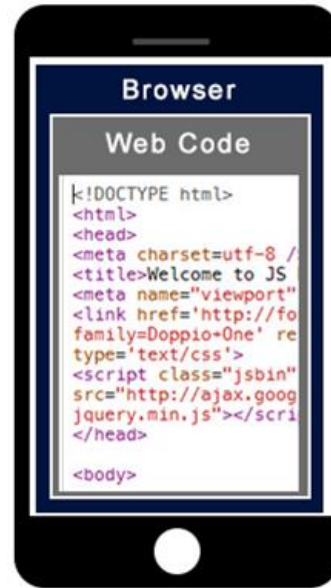 Browser
Web Code
<!DOCTYPE html>
<html>
<head>
<meta charset=utf-8 /
<title>Welcome to JS
<meta name="viewport"
<link href='http://fo
family=Doppio+One' re
type='text/css'>
<script class="jsbin"
src="http://ajax.goog
jquery.min.js"></scri
</head>
<body>